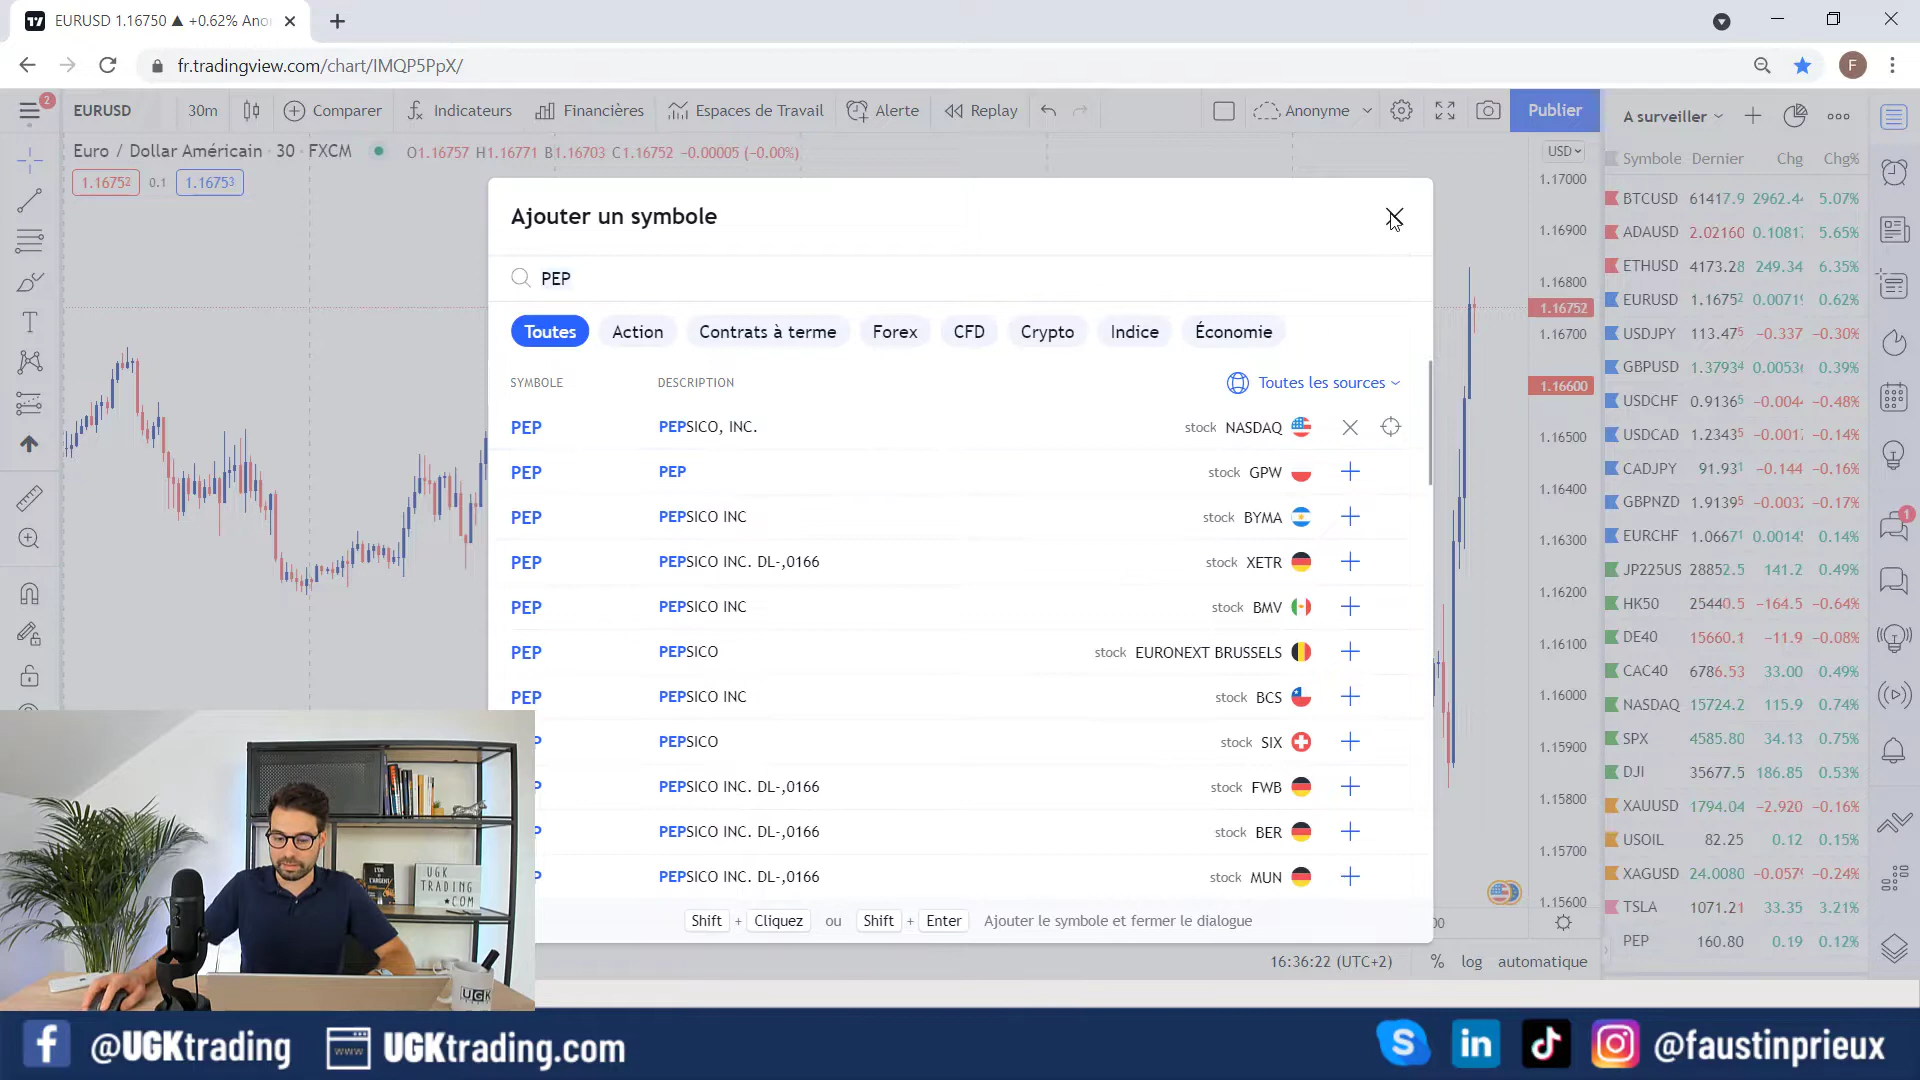 EURUSD 1.16750 ▲ +0.62% Ano
fr.tradingview.com/chart/IMQP5PpX/
F
2
EURUSD 30m Comparer Indicateurs Financières Espaces de Travail Alerte Replay Anonyme Publier
Euro / Dollar Américain · 30 · FXCM O1.16757 H1.16771 B1.16703 C1.16752 −0.00005 (−0.00%)
1.16752 0.1 1.16753
USD
1.17000
1.16900
1.16800
1.16752
1.16700
1.16600
1.16500
1.16400
1.16300
1.16200
1.16100
1.16000
1.15900
1.15800
1.15700
1.15600
Ajouter un symbole
PEP
Toutes Action Contrats à terme Forex CFD Crypto Indice Économie
SYMBOLE DESCRIPTION Toutes les sources
PEP PEPSICO, INC. stock NASDAQ
PEP PEP stock GPW
PEP PEPSICO INC stock BYMA
PEP PEPSICO INC. DL-,0166 stock XETR
PEP PEPSICO INC stock BMV
PEP PEPSICO stock EURONEXT BRUSSELS
PEP PEPSICO INC stock BCS
P PEPSICO stock SIX
P PEPSICO INC. DL-,0166 stock FWB
P PEPSICO INC. DL-,0166 stock BER
P PEPSICO INC. DL-,0166 stock MUN
Shift + Cliquez ou Shift + Enter Ajouter le symbole et fermer le dialogue
16:36:22 (UTC+2) % log automatique
A surveiller
Symbole Dernier Chg Chg%
BTCUSD 61417.9 2962.44 5.07%
ADAUSD 2.02160 0.1081 5.65%
ETHUSD 4173.28 249.34 6.35%
EURUSD 1.16752 0.00719 0.62%
USDJPY 113.475 −0.337 −0.30%
GBPUSD 1.37934 0.0053 0.39%
USDCHF 0.91365 −0.004 −0.48%
USDCAD 1.23435 −0.001 −0.14%
CADJPY 91.931 −0.144 −0.16%
GBPNZD 1.91395 −0.003 −0.17%
EURCHF 1.06671 0.0014 0.14%
JP225US 28852.5 141.2 0.49%
HK50 25440.5 −164.5 −0.64%
DE40 15660.1 −11.9 −0.08%
CAC40 6786.53 33.00 0.49%
NASDAQ 15724.2 115.9 0.74%
SPX 4585.80 34.13 0.75%
DJI 35677.5 186.85 0.53%
XAUUSD 1794.04 −2.920 −0.16%
USOIL 82.25 0.12 0.15%
XAGUSD 24.0080 −0.057 −0.24%
TSLA 1071.21 33.35 3.21%
PEP 160.80 0.19 0.12%
1
L'OR
L'ARGENT
UGK
TRADING
.COM
UGK
@UGKtrading www UGKtrading.com in @faustinprieux